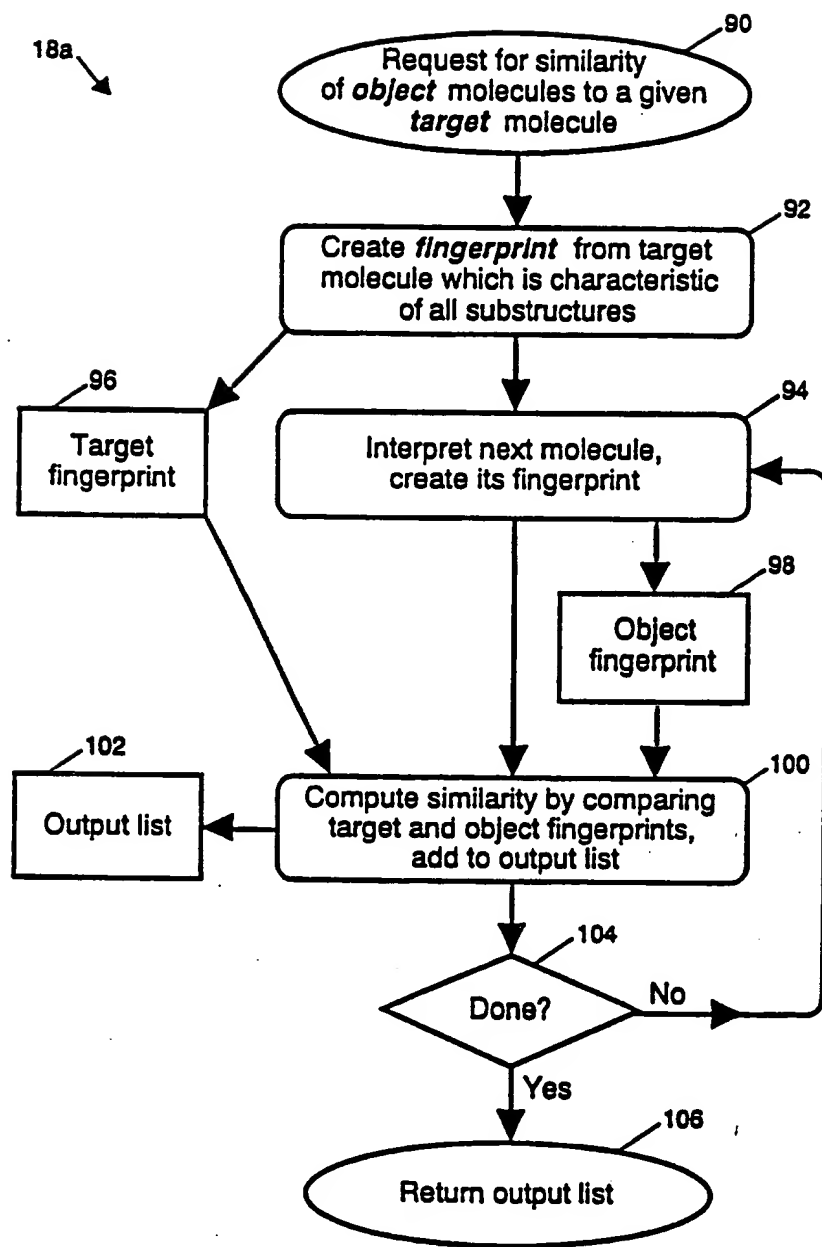 18a
90
Request for similarity
of object molecules to a given
target molecule
92
Create fingerprint from target
molecule which is characteristic
of all substructures
96
Target
fingerprint
94
Interpret next molecule,
create its fingerprint
98
Object
fingerprint
102
Output list
100
Compute similarity by comparing
target and object fingerprints,
add to output list
104
Done?
No
Yes
106
Return output list